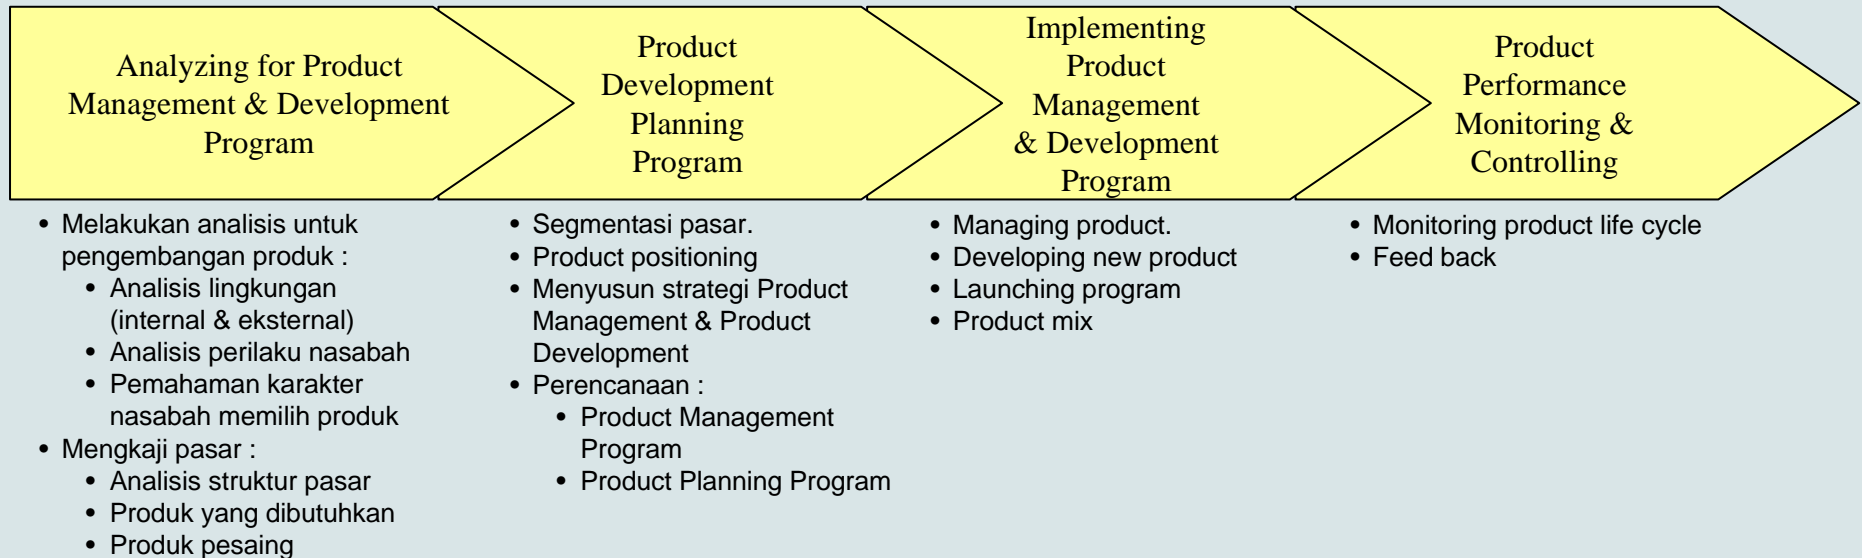 Analyzing for Product
Management & Development
Program
Product
Development
Planning
Program
Implementing
Product
Management
& Development
Program
Product
Performance
Monitoring &
Controlling
• Melakukan analisis untuk
pengembangan produk :
• Analisis lingkungan
(internal & eksternal)
• Analisis perilaku nasabah
• Pemahaman karakter
nasabah memilih produk
• Mengkaji pasar :
• Analisis struktur pasar
• Produk yang dibutuhkan
• Produk pesaing
• Segmentasi pasar.
• Product positioning
• Menyusun strategi Product
Management & Product
Development
• Perencanaan :
• Product Management
Program
• Product Planning Program
• Managing product.
• Developing new product
• Launching program
• Product mix
• Monitoring product life cycle
• Feed back